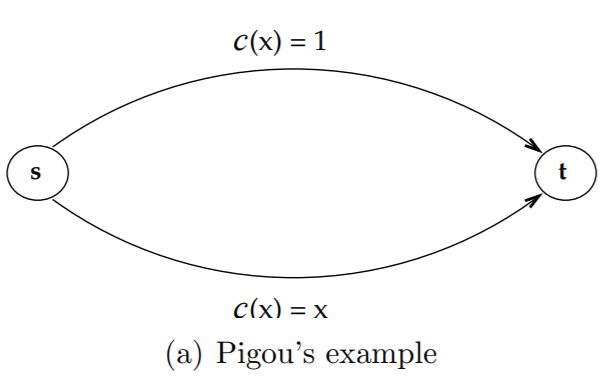 c(x) = 1
s
t
c(x) = x
(a) Pigou's example